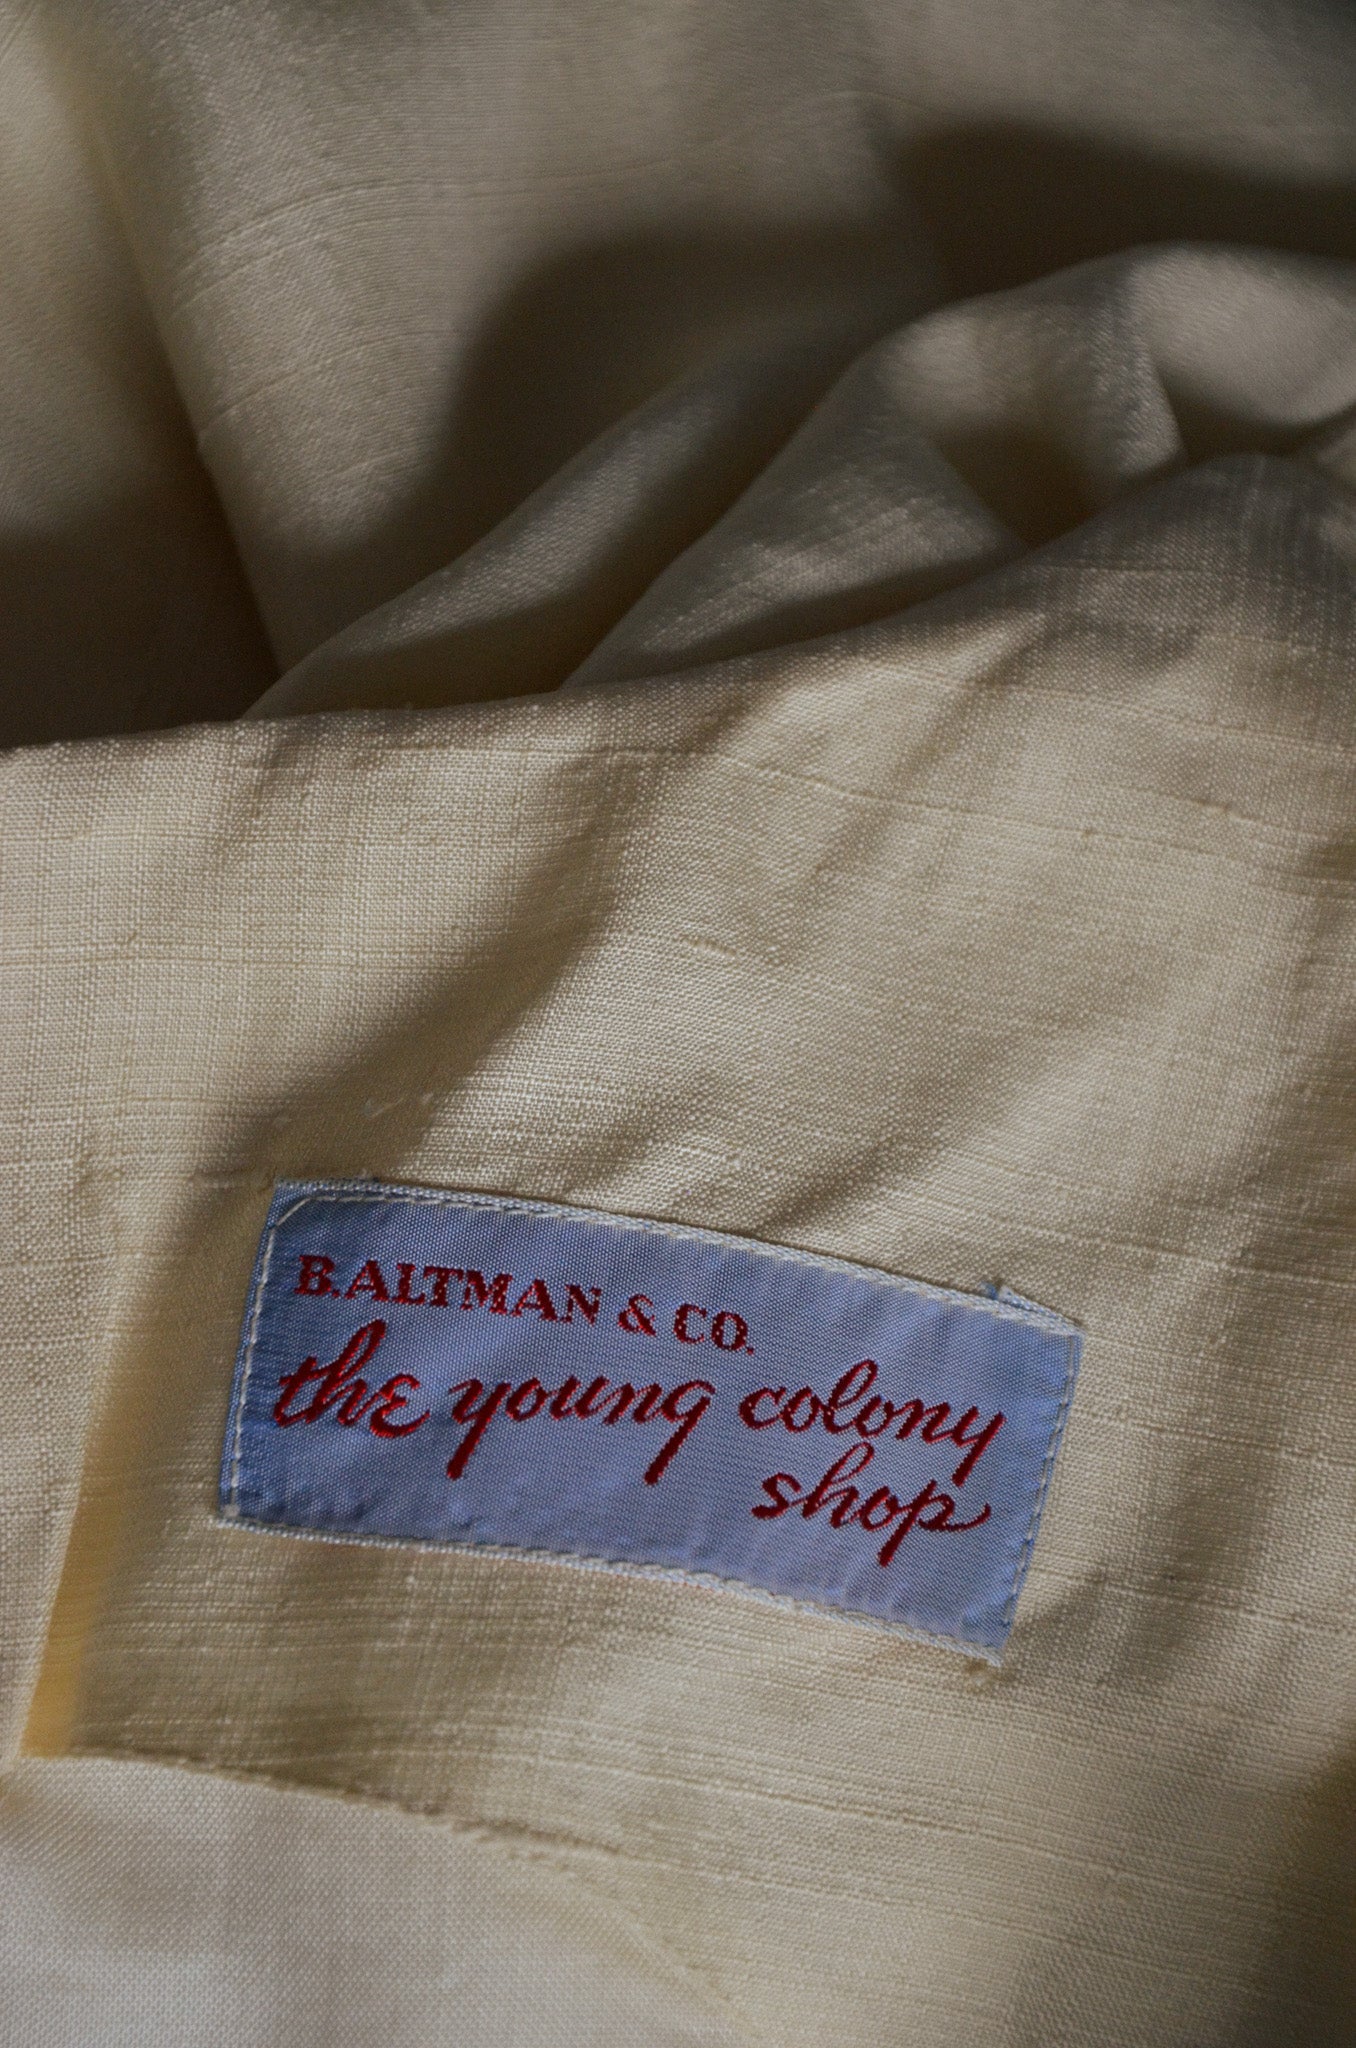 B. ALTMAN & CO.
the young colony
shop